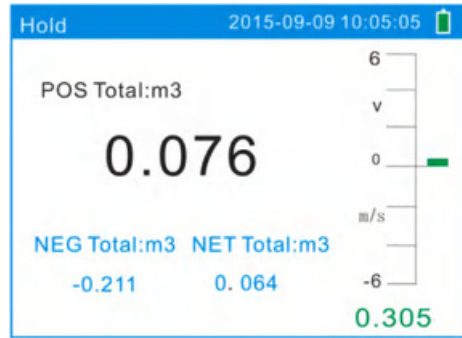 Hold 2015-09-09 10:05:05
6
POS Total:m3
v
0.076
0
m/s
NEG Total:m3 NET Total:m3
-0.211 0. 064
-6
0.305